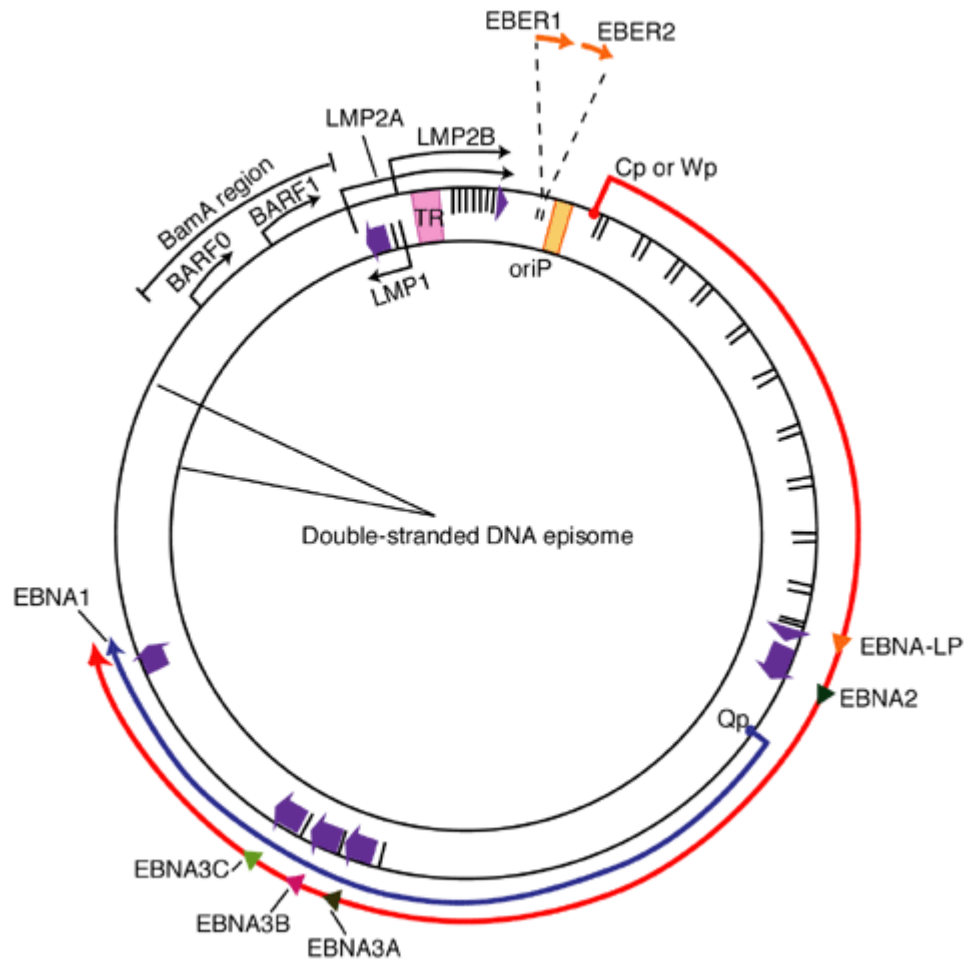 EBER1
EBER2
LMP2A
LMP2B
Cp or Wp
BamA region
BARF1
BARF0
TR
oriP
LMP1
Double-stranded DNA episome
EBNA1
EBNA-LP
EBNA2
Qp
EBNA3C
EBNA3B
EBNA3A